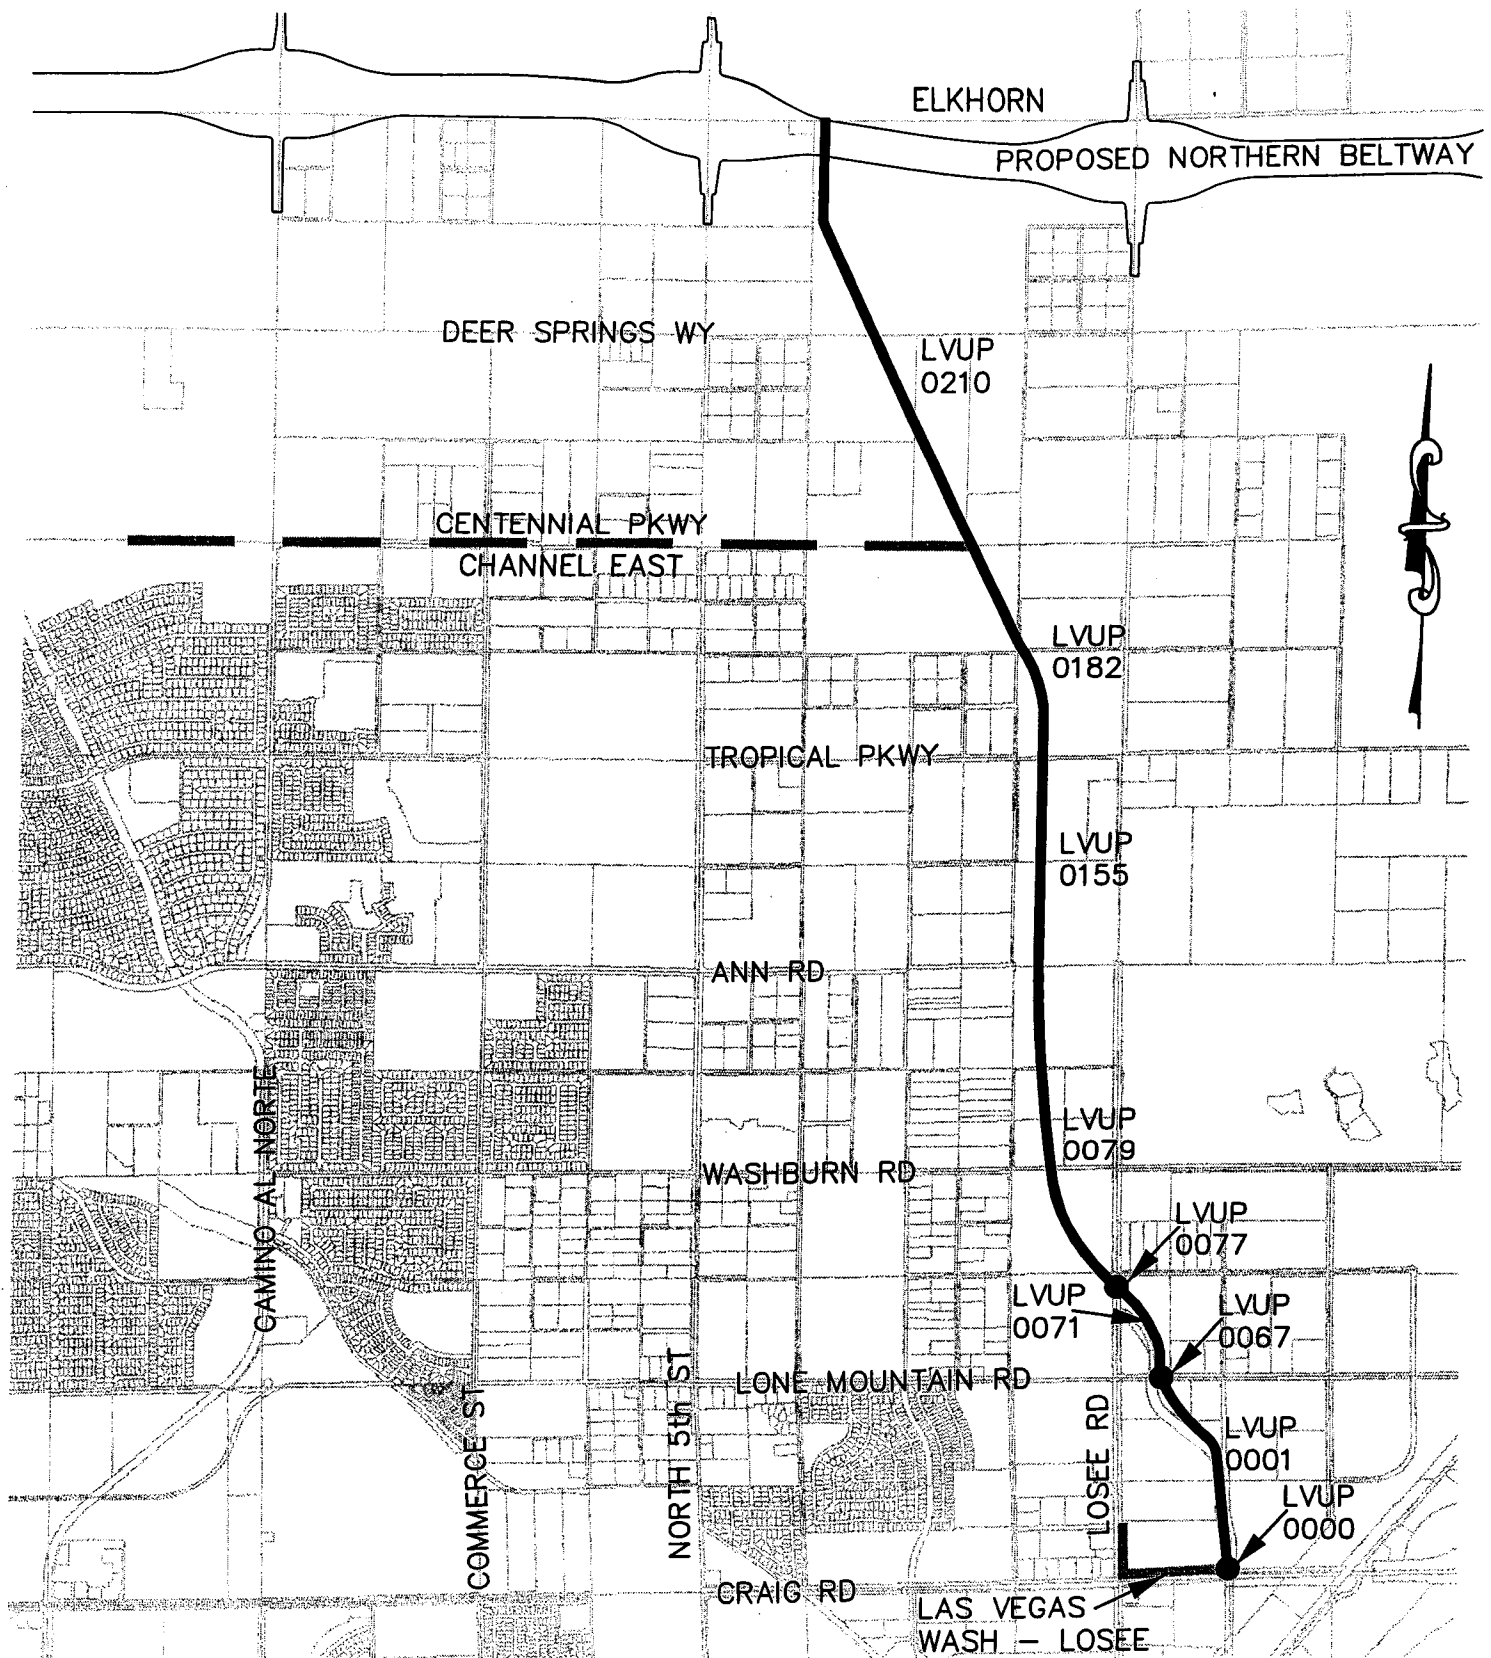 ELKHORN
PROPOSED NORTHERN BELTWAY
DEER SPRINGS WY
LVUP
0210
CENTENNIAL PKWY
CHANNEL EAST
LVUP
0182
TROPICAL PKWY
LVUP
0155
ANN RD
CAMINO AL NORTE
LVUP
0079
WASHBURN RD
LVUP
0077
LVUP
0071
LVUP
0067
LONE MOUNTAIN RD
COMMERCE ST
NORTH 5th ST
LOSEE RD
LVUP
0001
LVUP
0000
CRAIG RD
LAS VEGAS
WASH – LOSEE